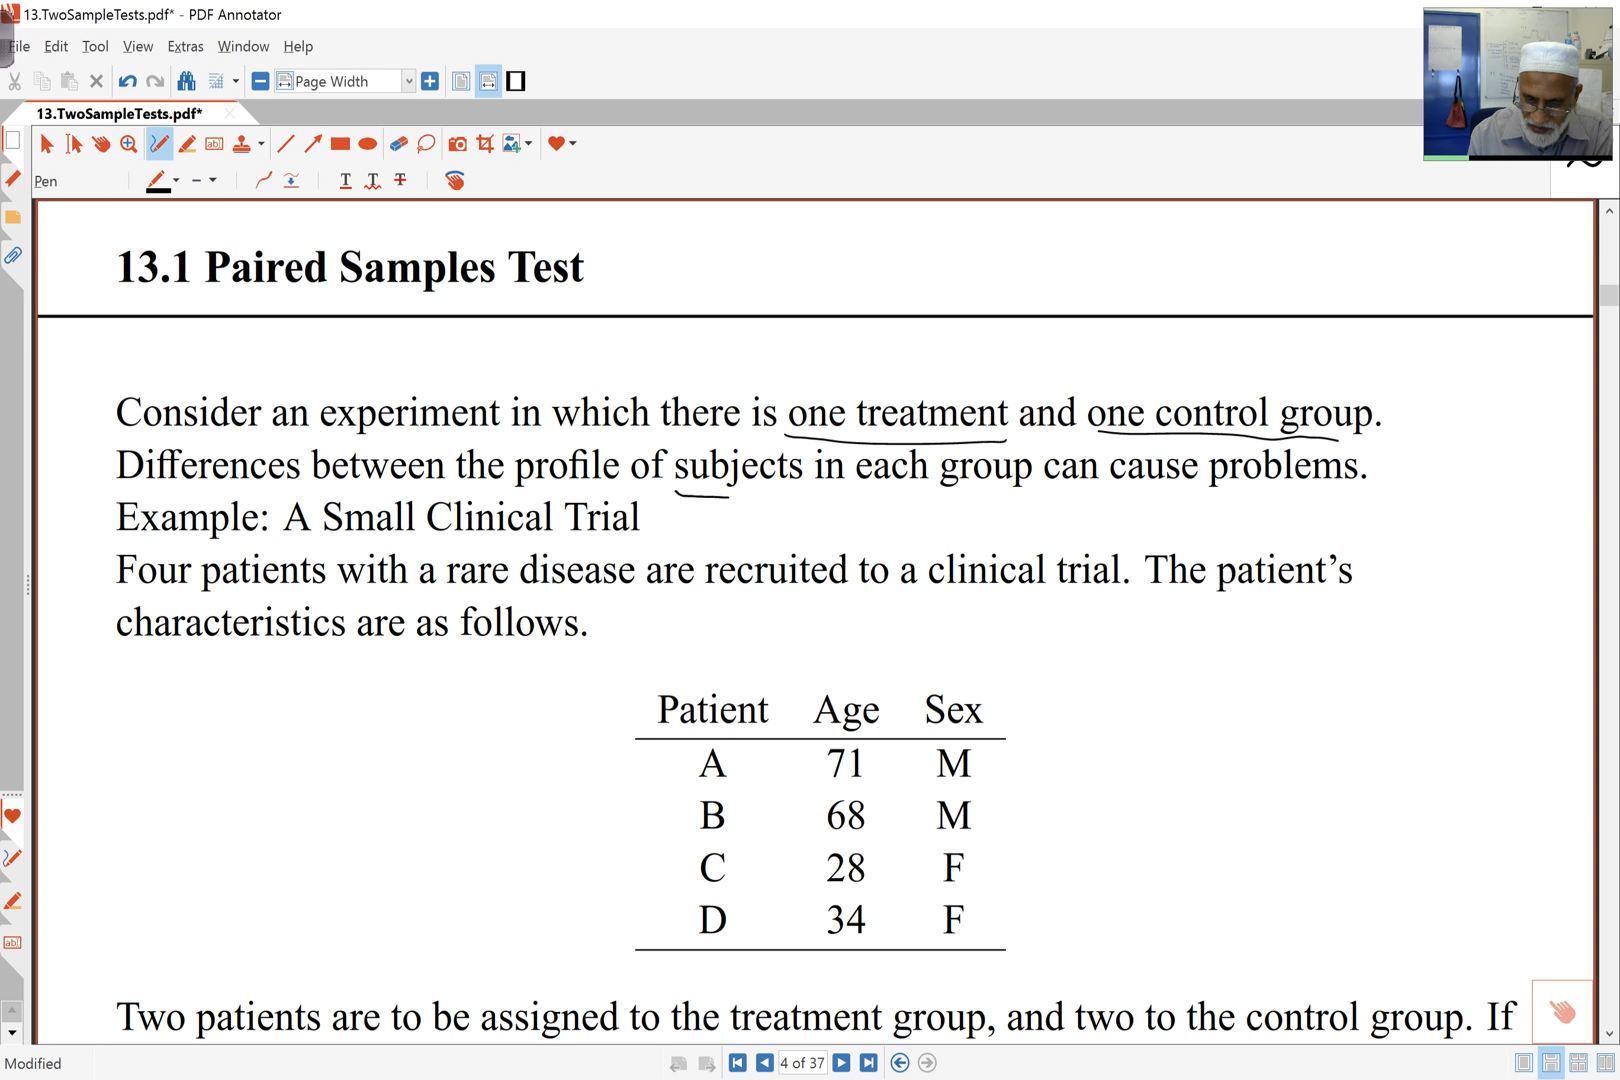 13.TwoSampleTests.pdf* - PDF Annotator
File Edit Tool View Extras Window Help
Page Width
13.TwoSampleTests.pdf*
Pen
13.1 Paired Samples Test
Consider an experiment in which there is one treatment and one control group.
Differences between the profile of subjects in each group can cause problems.
Example: A Small Clinical Trial
Four patients with a rare disease are recruited to a clinical trial. The patient’s
characteristics are as follows.
Patient Age Sex
A 71 M
B 68 M
C 28 F
D 34 F
Two patients are to be assigned to the treatment group, and two to the control group. If
Modified
4 of 37